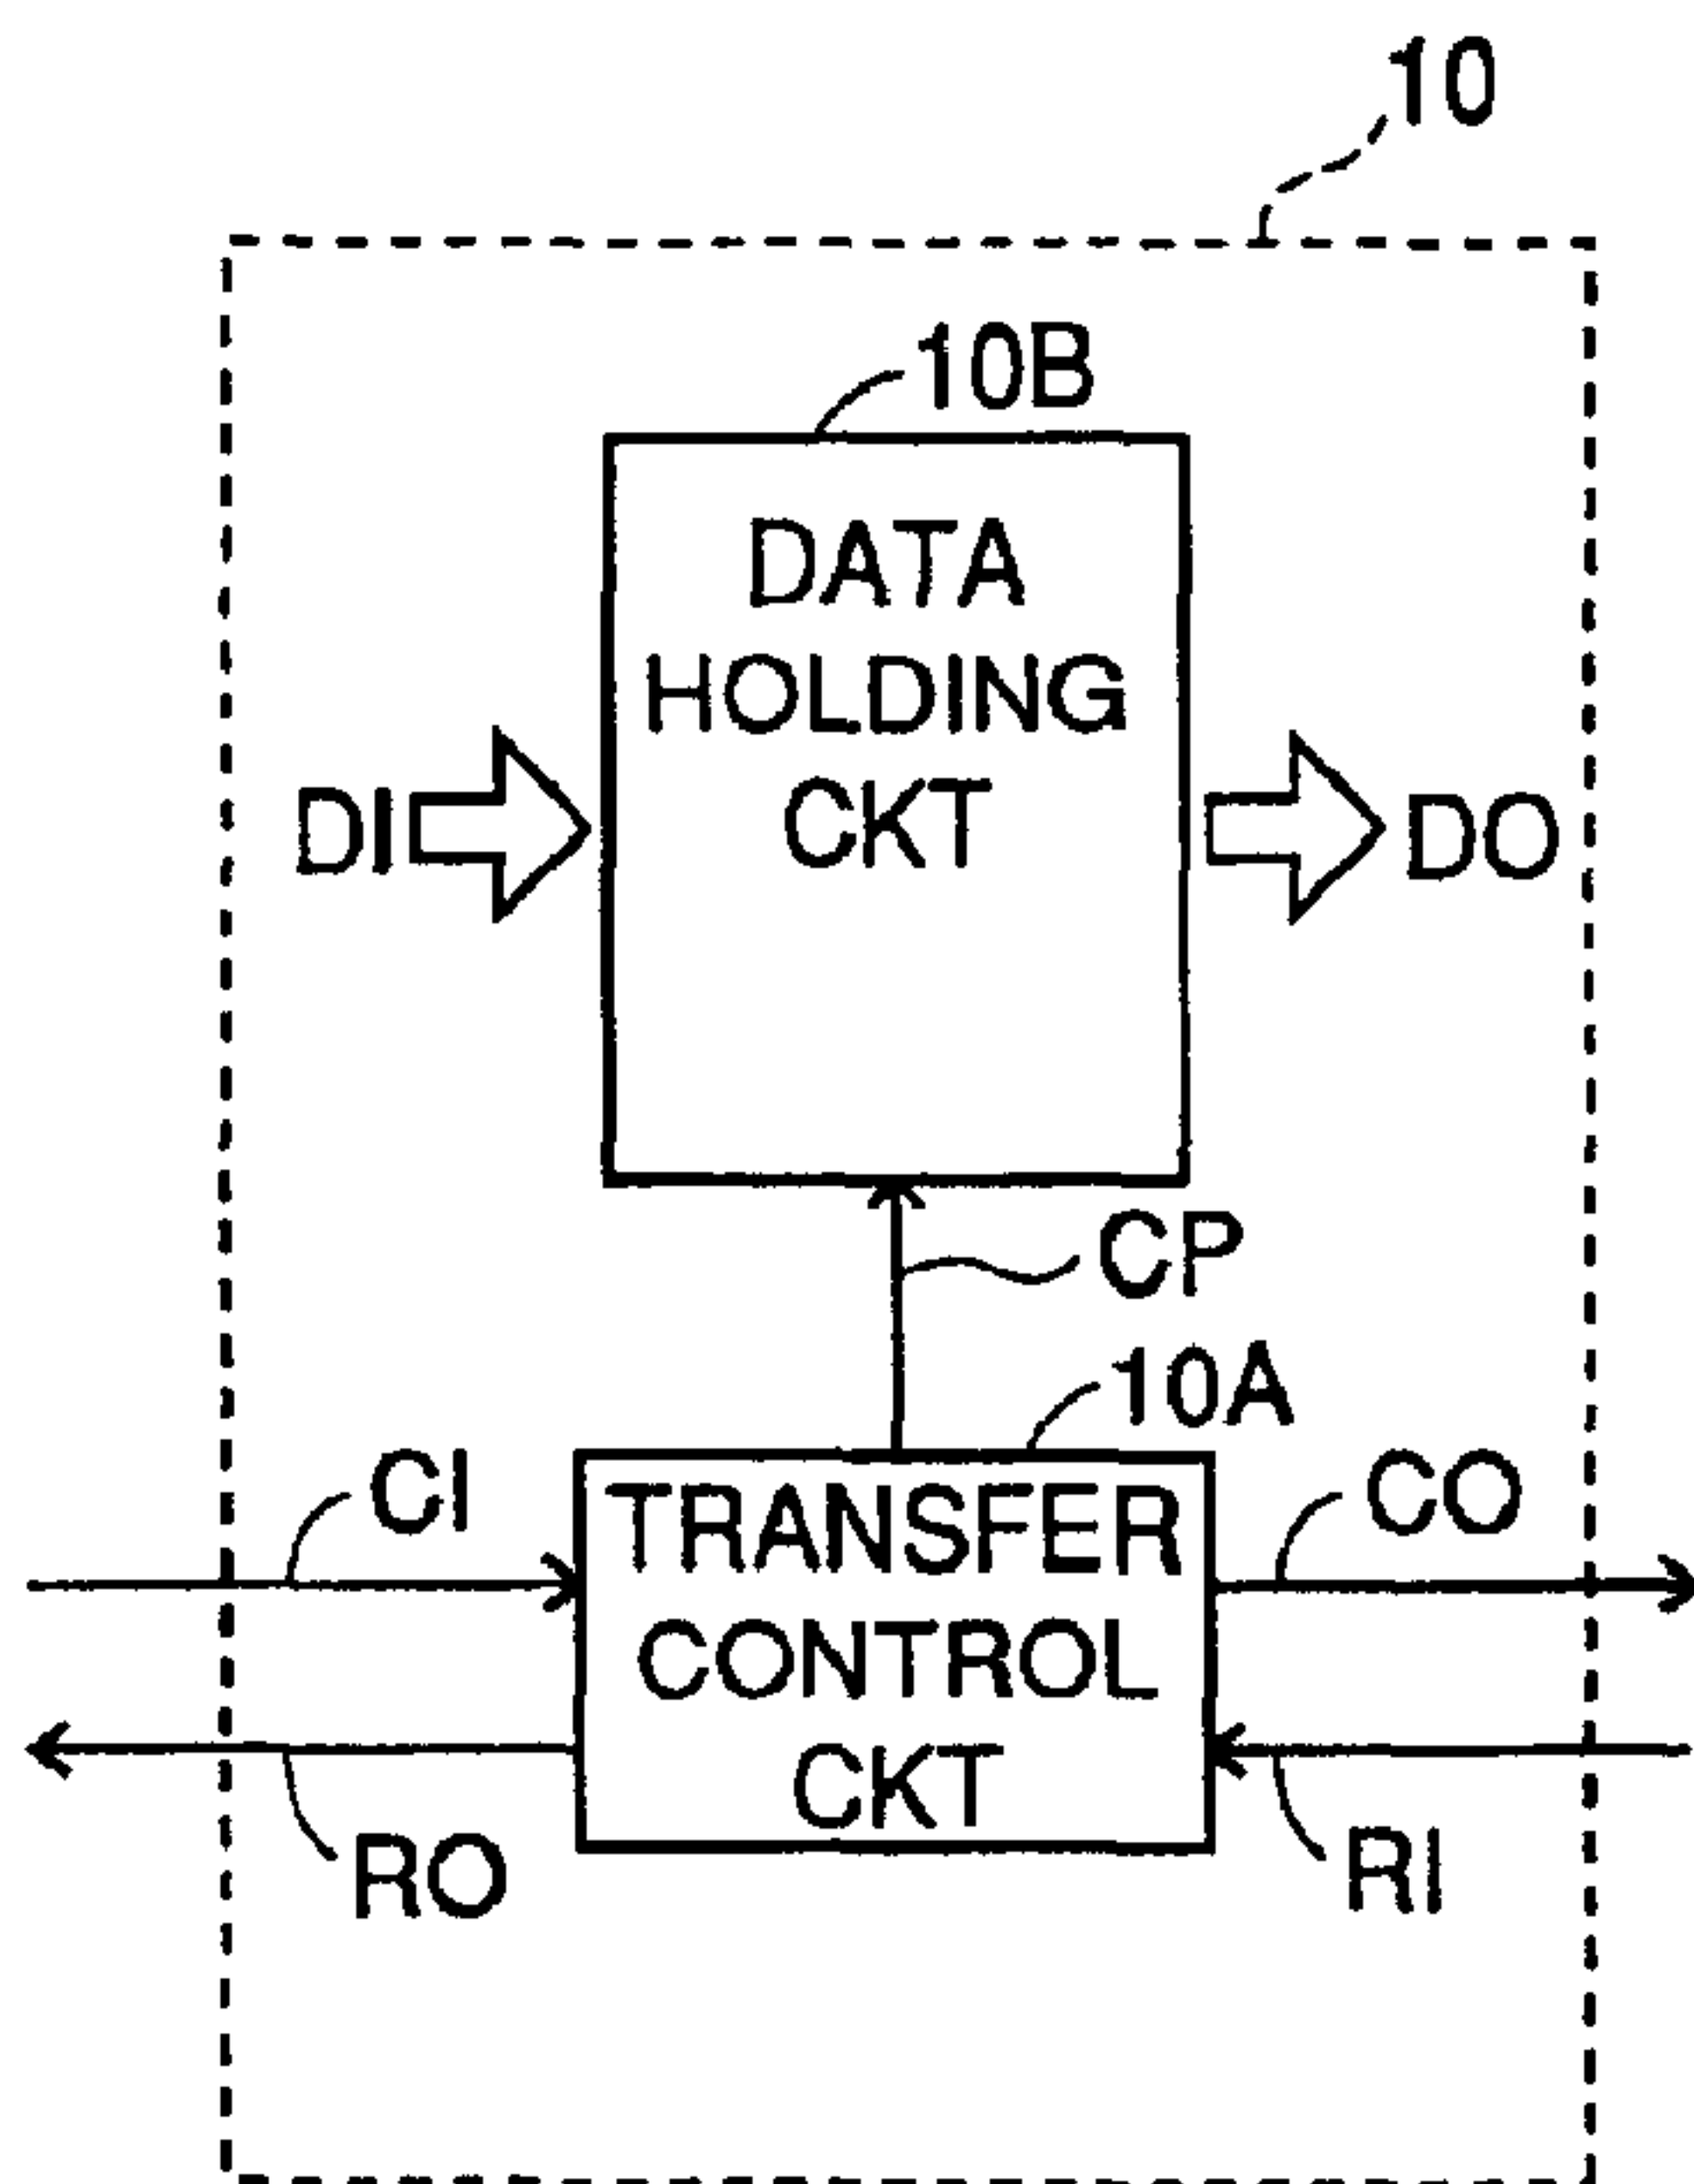 10
10B
DATA
HOLDING
CKT
DI
DO
CP
10A
CI
CO
TRANSFER
CONTROL
CKT
RO
RI